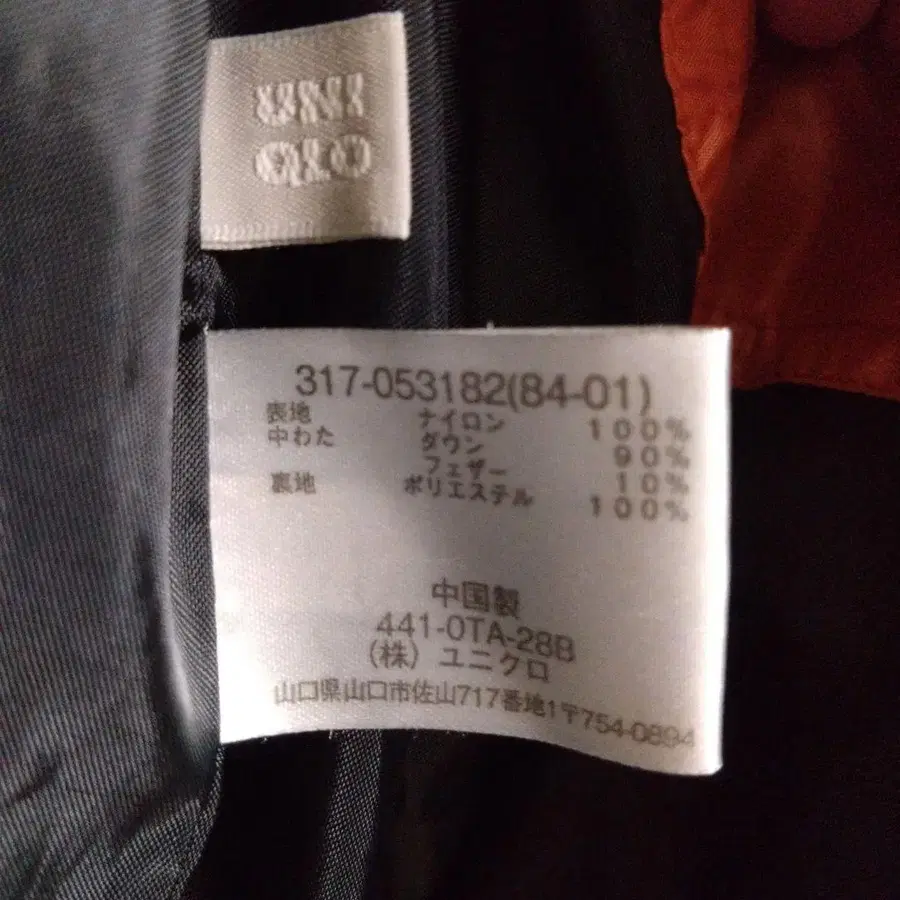 UNI
QLO
317-053182(84-01)
表地 ナイロン 100%
中わた ダウン 90%
フェザー 10%
裏地 ポリエステル 100%
中国製
441-0TA-28B
(株) ユニクロ
山口県山口市佐山717番地1〒754-0894